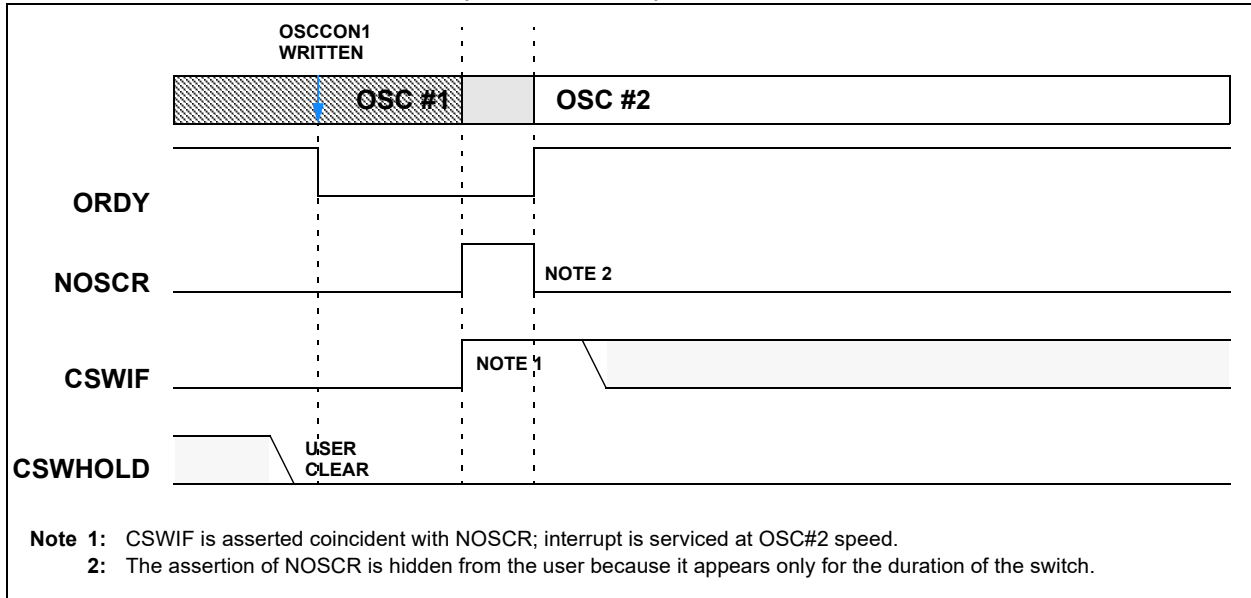 OSCCON1
WRITTEN
OSC #1
OSC #2
ORDY
NOSCR
NOTE 2
CSWIF
NOTE 1
CSWHOLD
USER
CLEAR
Note 1: CSWIF is asserted coincident with NOSCR; interrupt is serviced at OSC#2 speed.
2: The assertion of NOSCR is hidden from the user because it appears only for the duration of the switch.